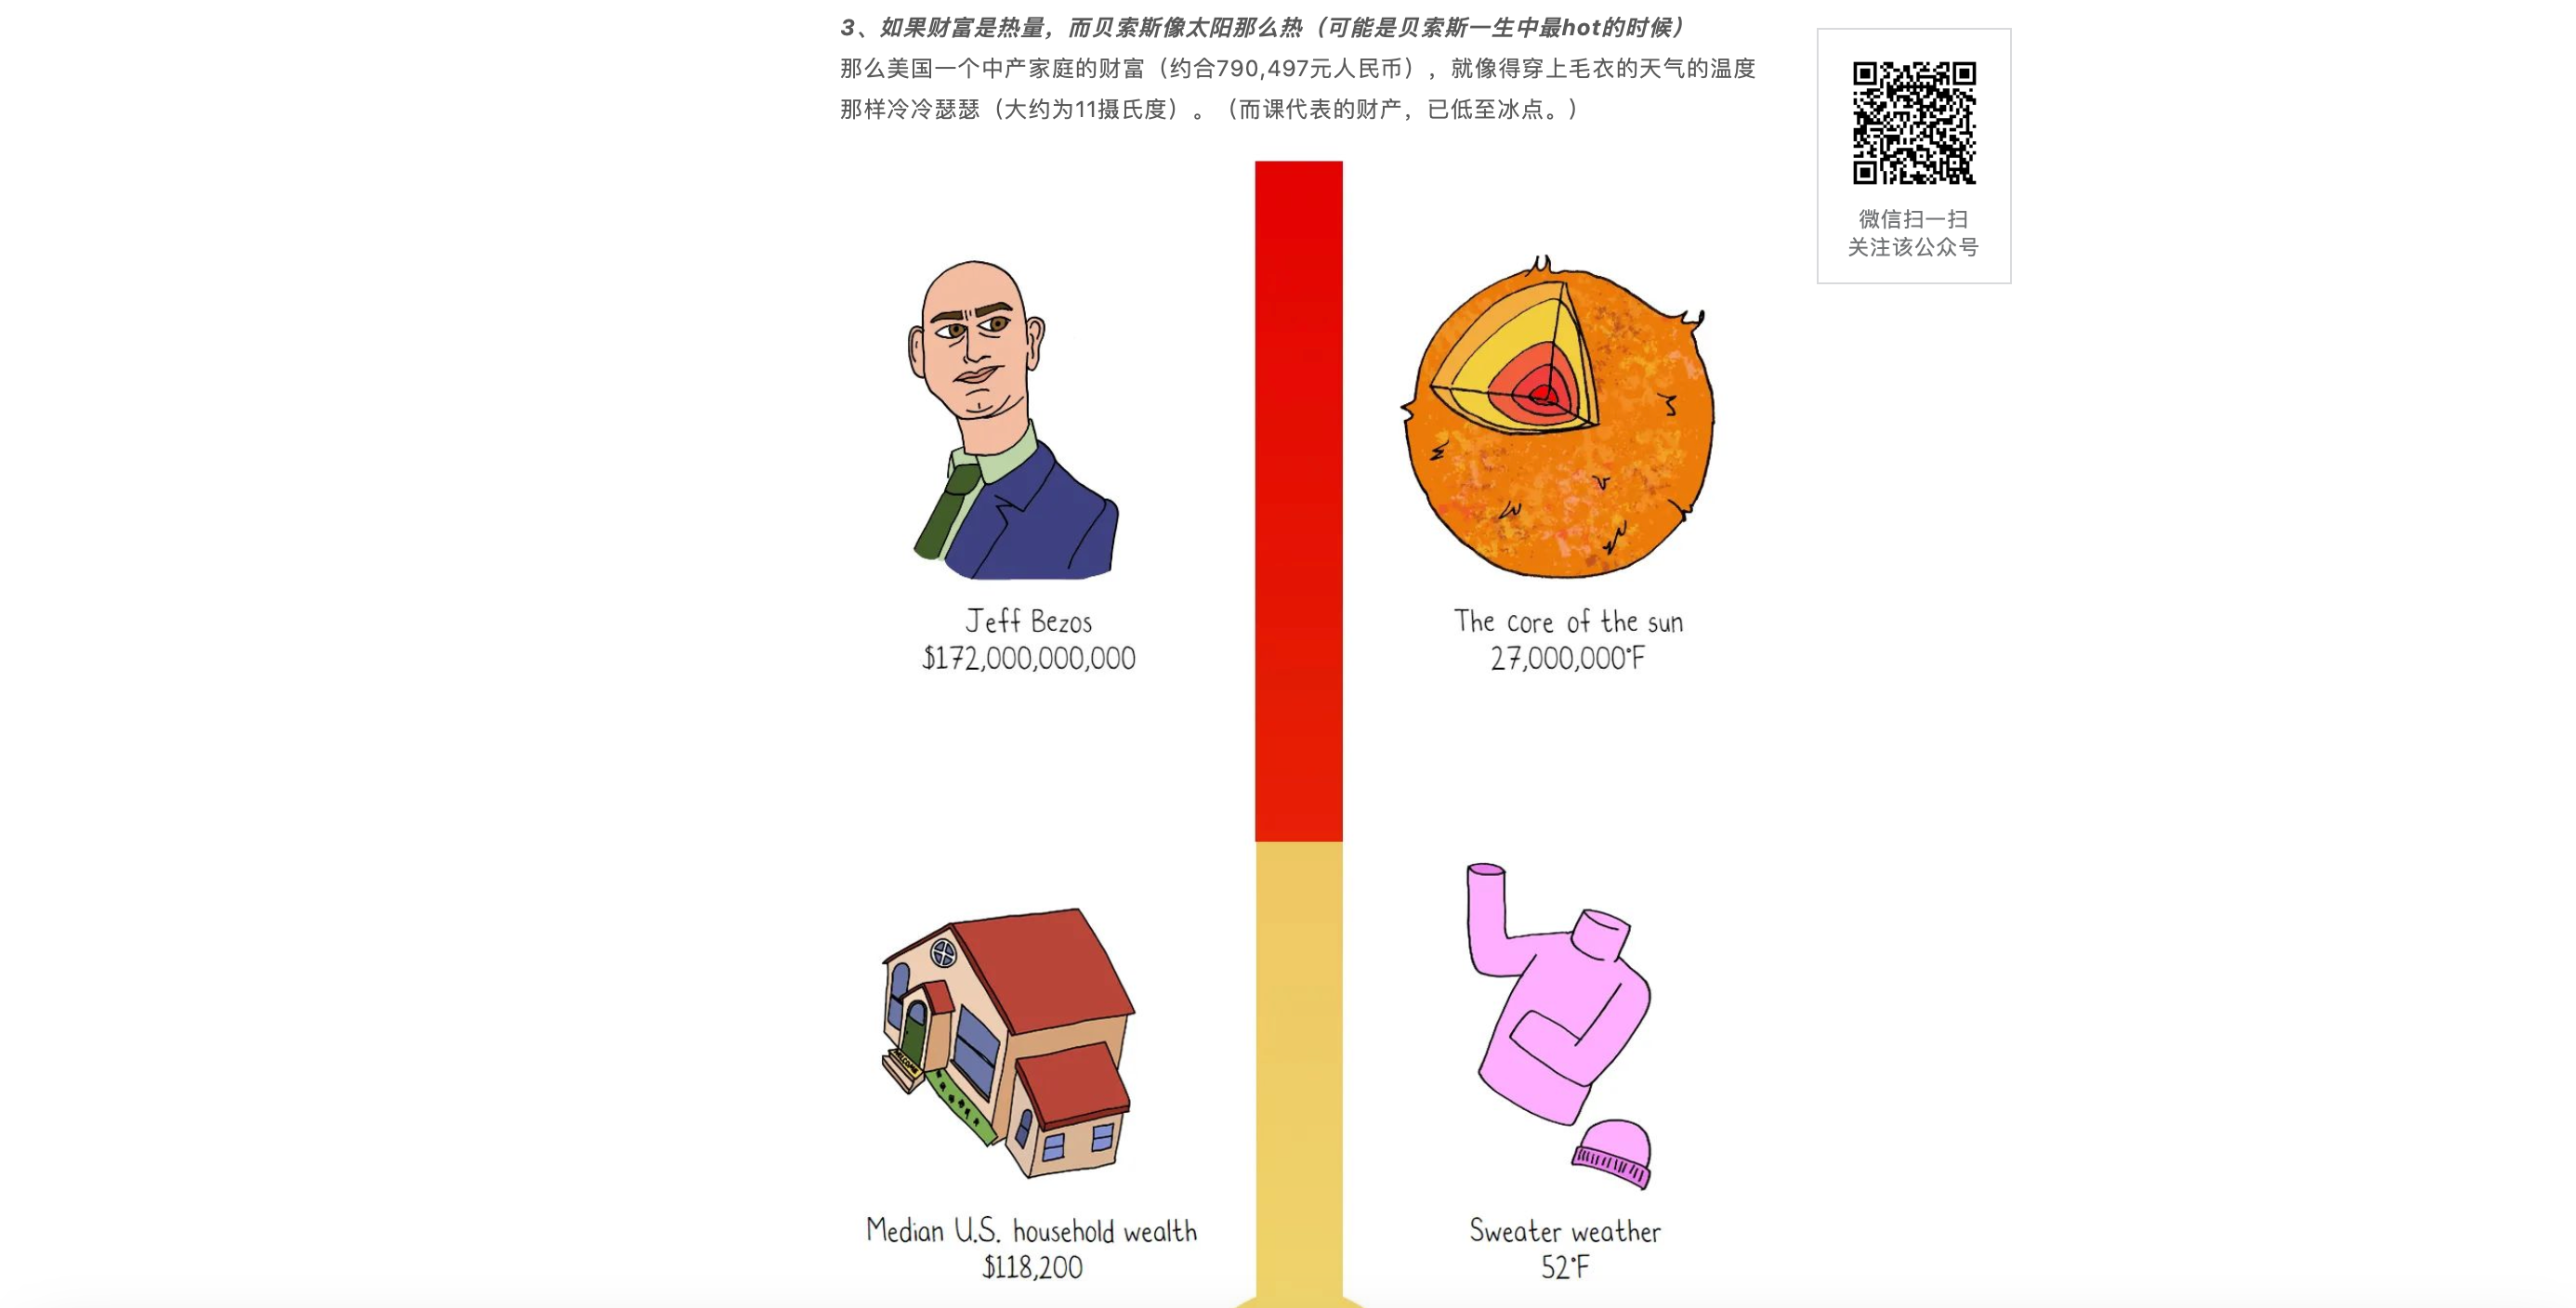 3、如果财富是热量，而贝索斯像太阳那么热（可能是贝索斯一生中最hot的时候）
那么美国一个中产家庭的财富（约合790,497元人民币），就像得穿上毛衣的天气的温度
那样冷冷瑟瑟（大约为11摄氏度）。（而课代表的财产，已低至冰点。）
微信扫一扫
关注该公众号
Jeff Bezos
$172,000,000,000
The core of the sun
27,000,000°F
WELCOME
Median U.S. household wealth
$118,200
Sweater weather
52°F